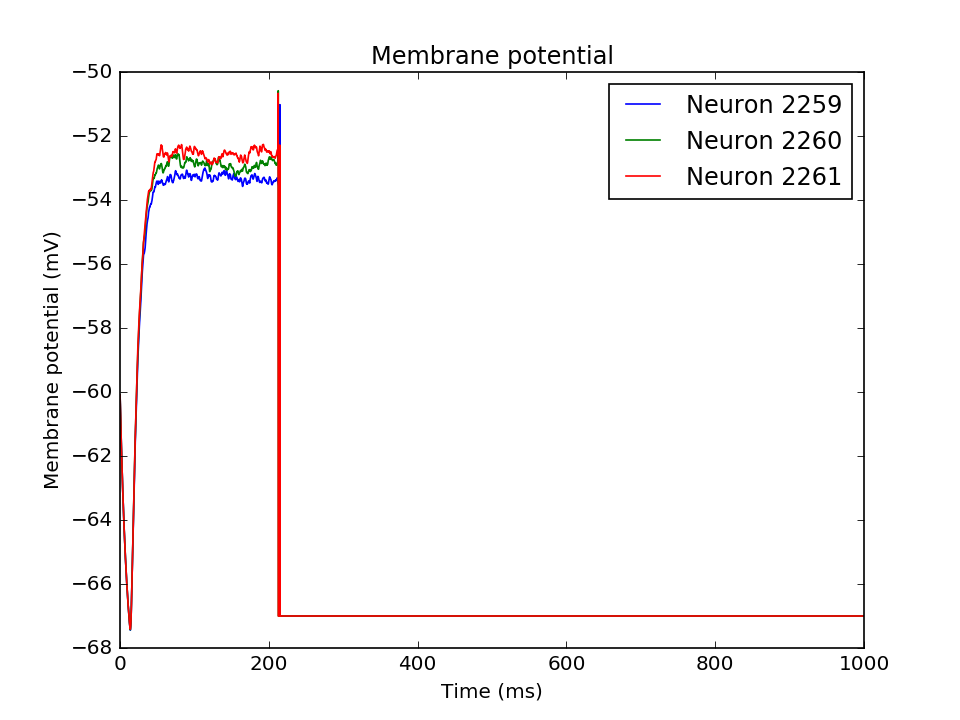 Membrane potential
Membrane potential (mV)
−50
−52
−54
−56
−58
−60
−62
−64
−66
−68
Neuron 2259
Neuron 2260
Neuron 2261
0 200 400 600 800 1000
Time (ms)